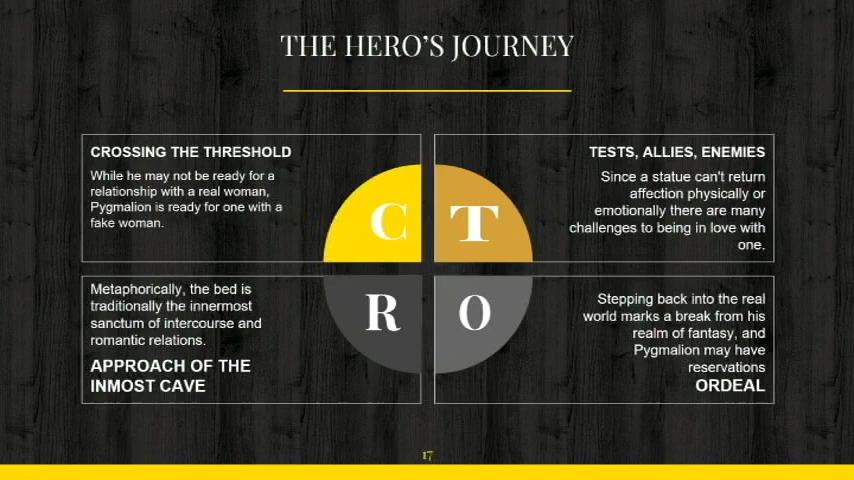 THE HERO'S JOURNEY
CROSSING THE THRESHOLD
While he may not be ready for a
relationship with a real woman,
Pygmalion is ready for one with a
fake woman.
C
TESTS, ALLIES, ENEMIES
Since a statue can't return
affection physically or
emotionally there are many
challenges to being in love with
one.
T
Metaphorically, the bed is
traditionally the innermost
sanctum of intercourse and
romantic relations.
APPROACH OF THE
INMOST CAVE
R
Stepping back into the real
world marks a break from his
realm of fantasy, and
Pygmalion may have
reservations
ORDEAL
O
17